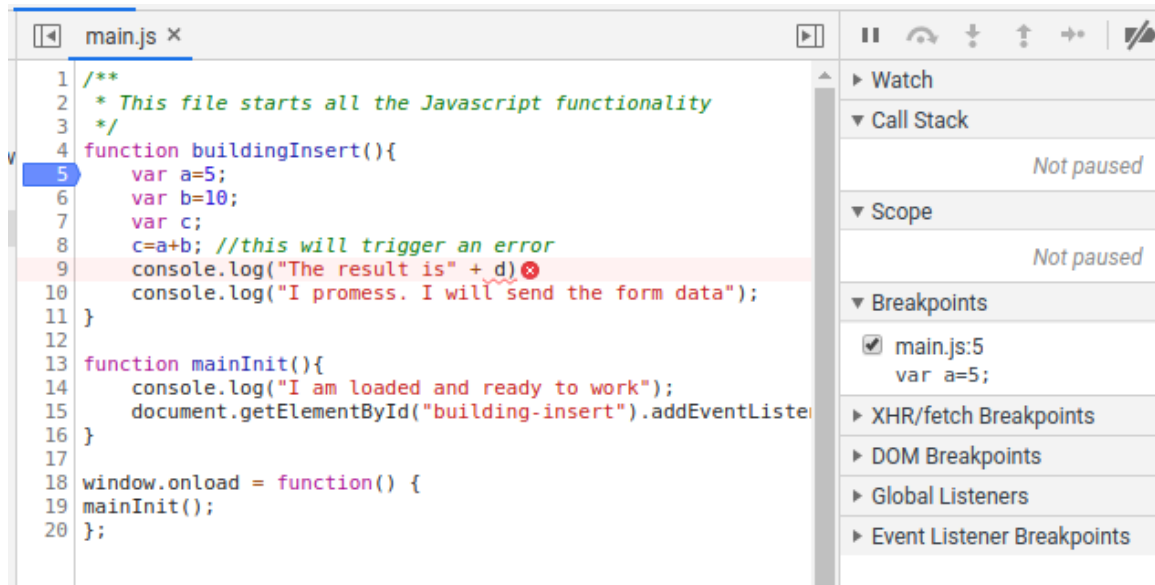 main.js ×
1 /**
2  * This file starts all the Javascript functionality
3  */
4 function buildingInsert(){
5     var a=5;
6     var b=10;
7     var c;
8     c=a+b; //this will trigger an error
9     console.log("The result is" + d)
10     console.log("I promess. I will send the form data");
11 }
12
13 function mainInit(){
14     console.log("I am loaded and ready to work");
15     document.getElementById("building-insert").addEventListe
16 }
17
18 window.onload = function() {
19 mainInit();
20 };
Watch
Call Stack
Not paused
Scope
Not paused
Breakpoints
main.js:5
var a=5;
XHR/fetch Breakpoints
DOM Breakpoints
Global Listeners
Event Listener Breakpoints